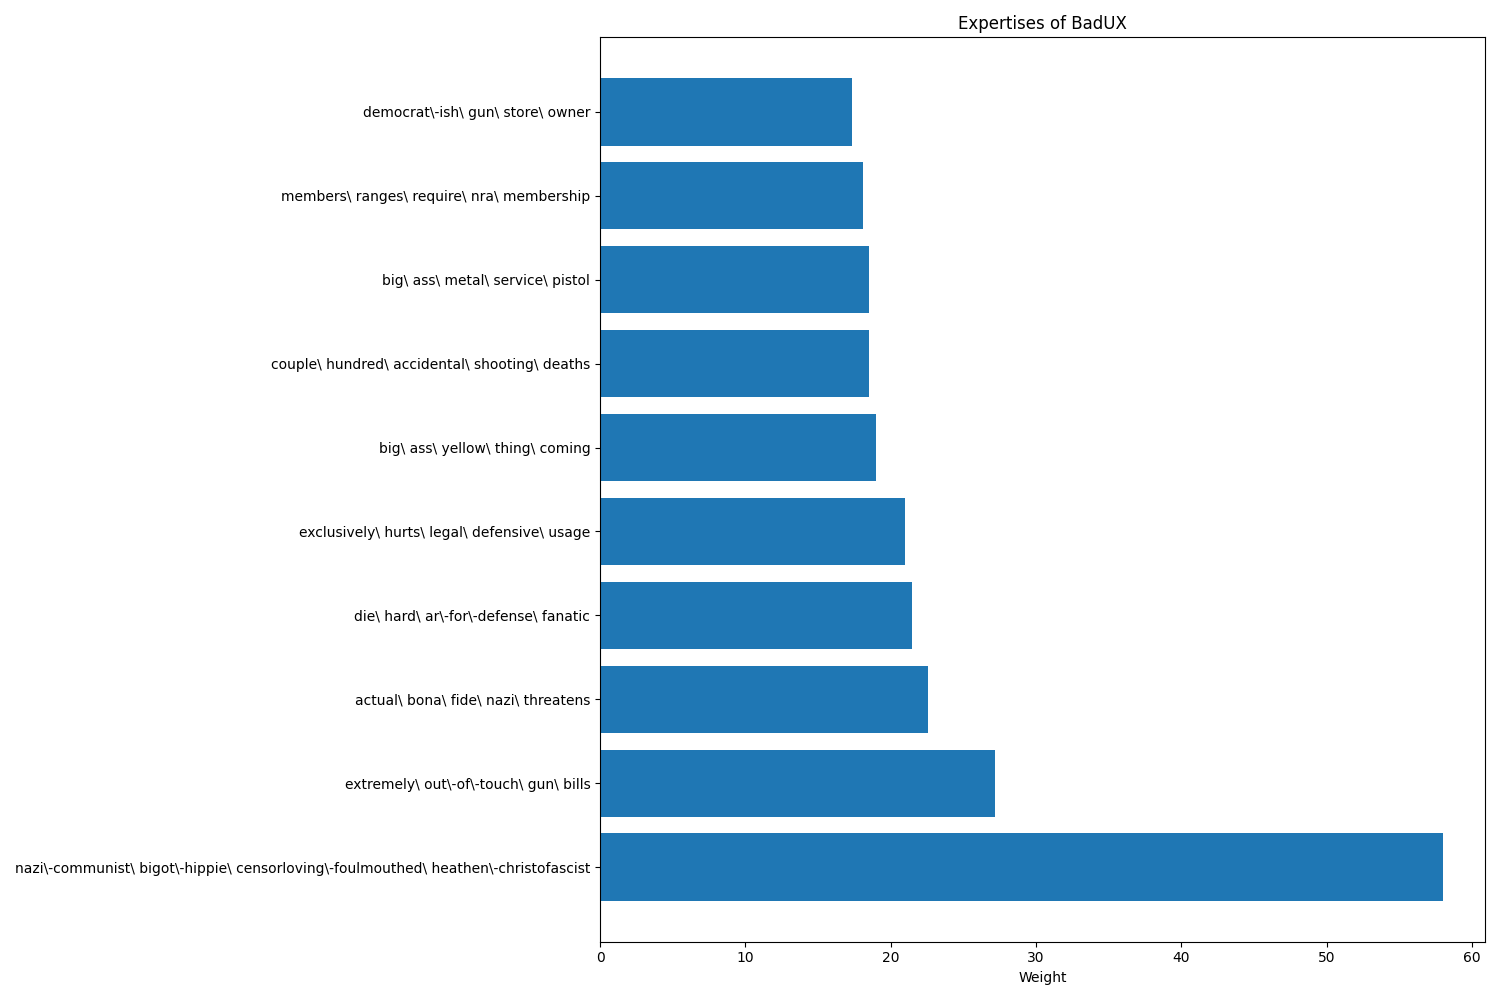 Expertises of BadUX
democrat\-ish\ gun\ store\ owner
members\ ranges\ require\ nra\ membership
big\ ass\ metal\ service\ pistol
couple\ hundred\ accidental\ shooting\ deaths
big\ ass\ yellow\ thing\ coming
exclusively\ hurts\ legal\ defensive\ usage
die\ hard\ ar\-for\-defense\ fanatic
actual\ bona\ fide\ nazi\ threatens
extremely\ out\-of\-touch\ gun\ bills
nazi\-communist\ bigot\-hippie\ censorloving\-foulmouthed\ heathen\-christofascist
0 10 20 30 40 50 60
Weight